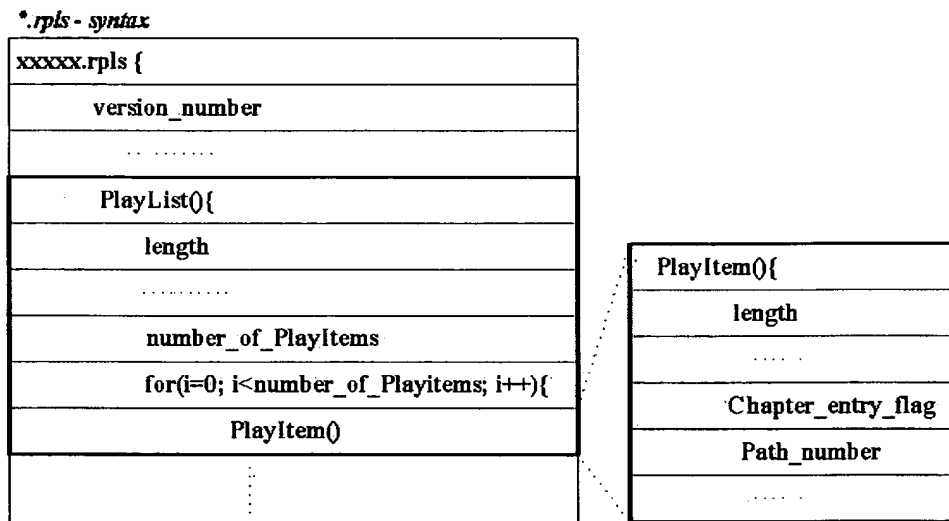 *.rpls - syntax
xxxxx.rpls {
version_number
.. .......
PlayList(){
length
..........
number_of_PlayItems
for(i=0; i<number_of_Playitems; i++){
PlayItem()
PlayItem(){
length
......
Chapter_entry_flag
Path_number
......